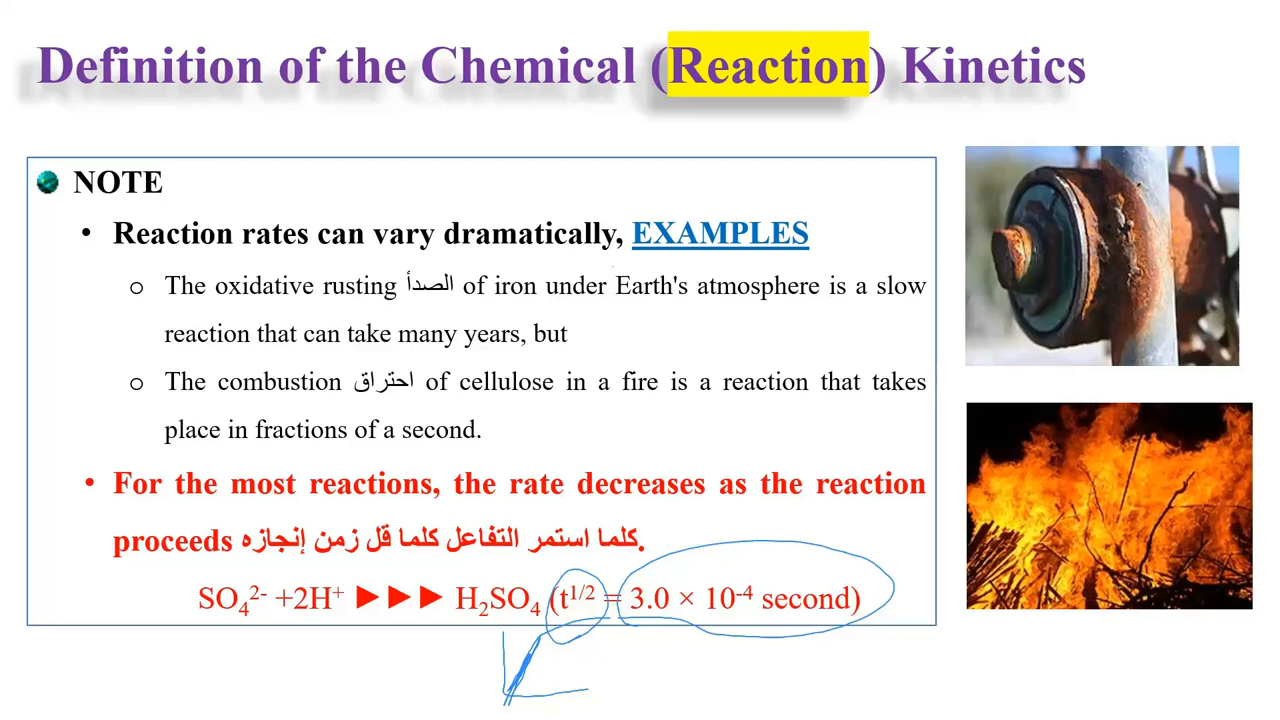 Definition of the Chemical (Reaction) Kinetics
NOTE
• Reaction rates can vary dramatically, EXAMPLES
o The oxidative rusting الصدأ of iron under Earth's atmosphere is a slow
reaction that can take many years, but
o The combustion احتراق of cellulose in a fire is a reaction that takes
place in fractions of a second.
• For the most reactions, the rate decreases as the reaction
proceeds كلما استمر التفاعل كلما قل زمن إنجازه.
SO₄²⁻ +2H⁺ ►►► H₂SO₄ (t¹/² = 3.0 × 10⁻⁴ second)